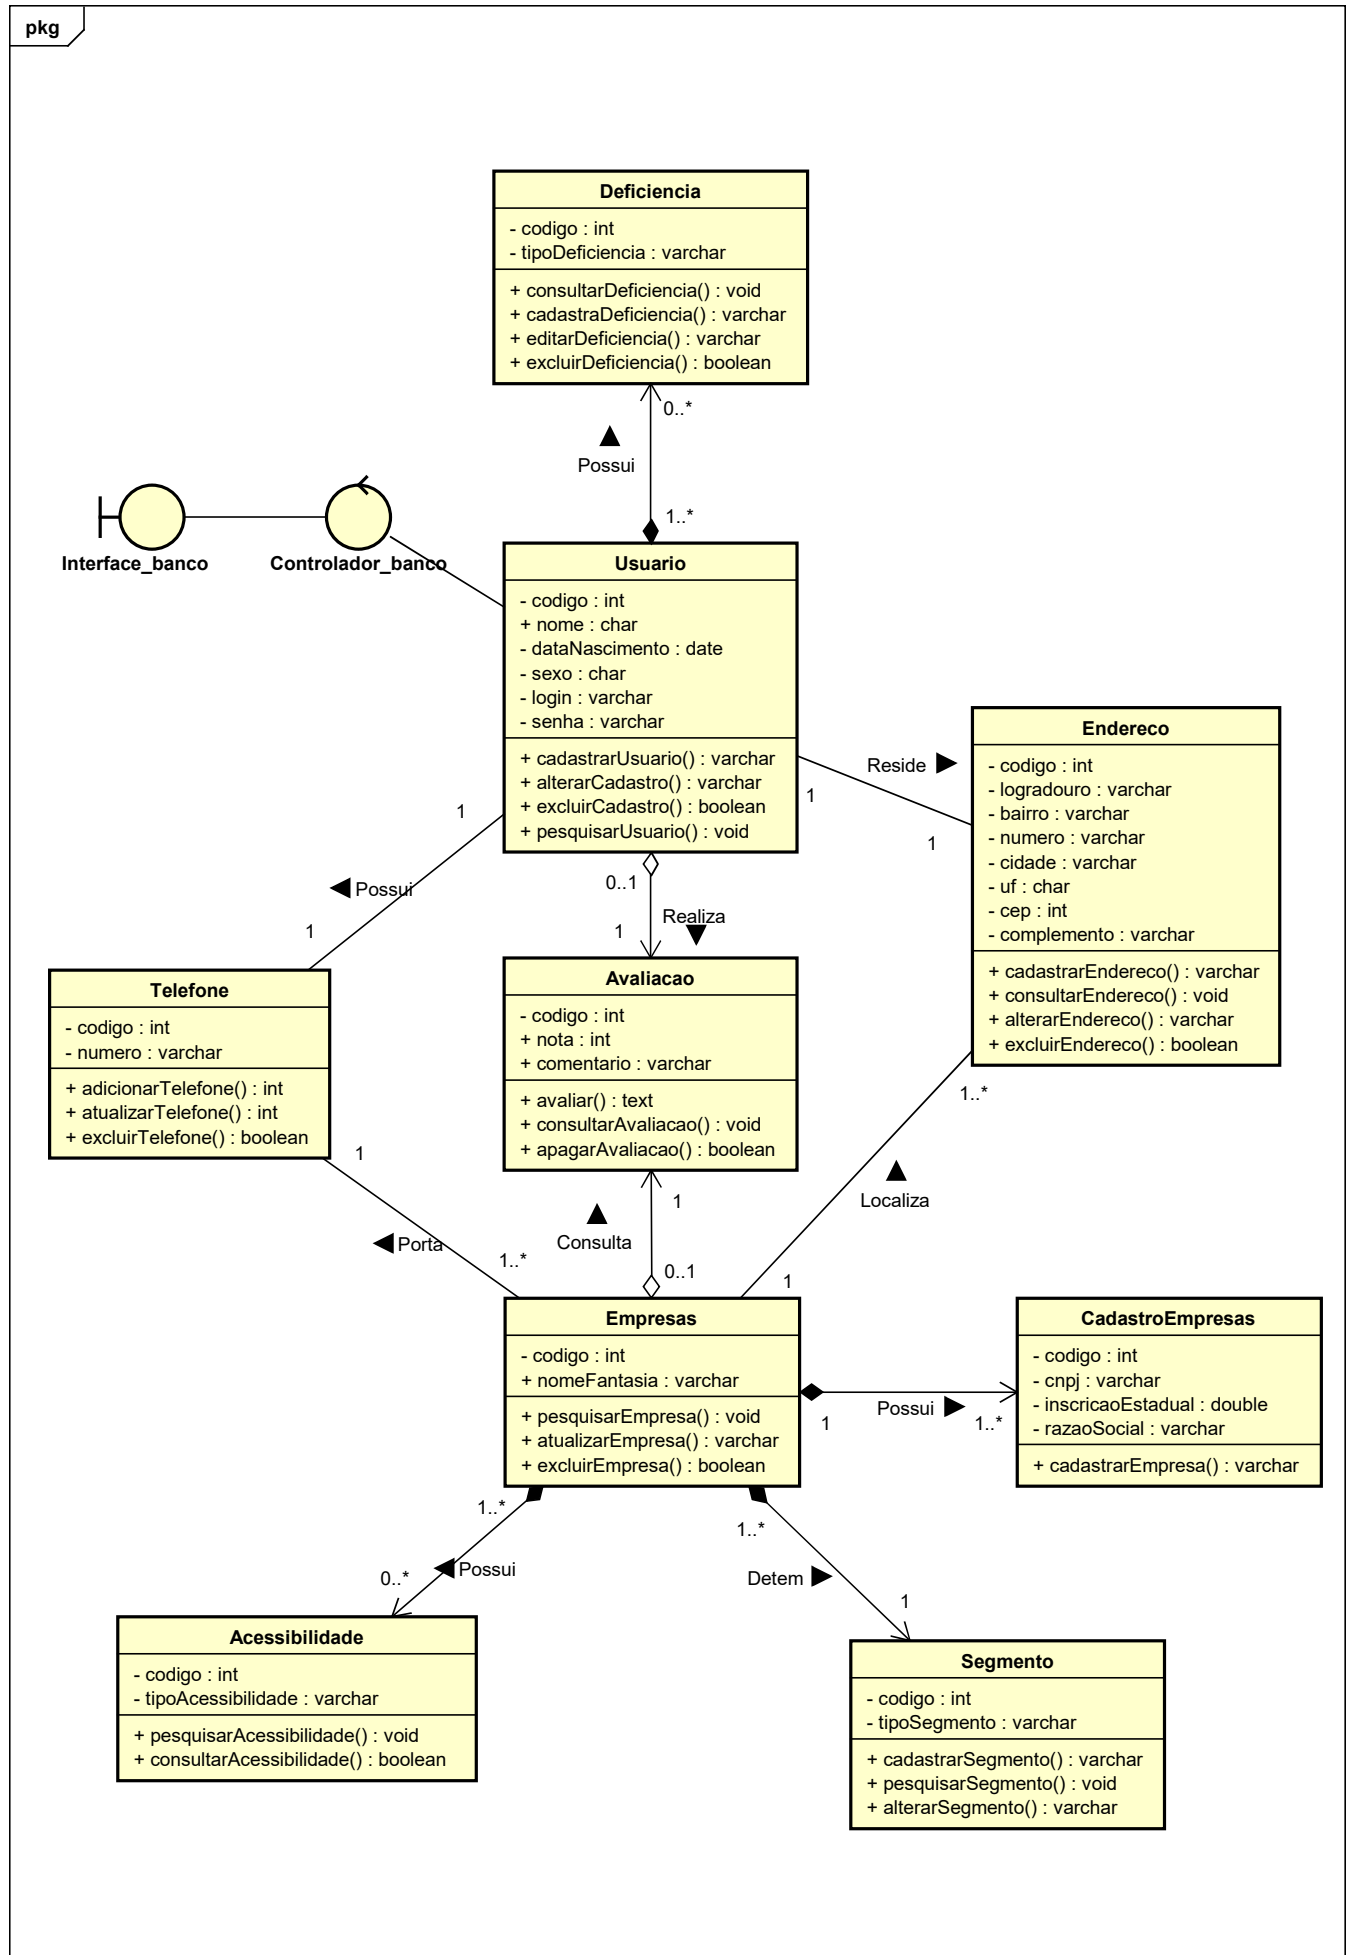 pkg
Deficiencia
- codigo : int
- tipoDeficiencia : varchar
+ consultarDeficiencia() : void
+ cadastraDeficiencia() : varchar
+ editarDeficiencia() : varchar
+ excluirDeficiencia() : boolean
0..*
Possui
1..*
Interface_banco
Controlador_banco
Usuario
- codigo : int
+ nome : char
- dataNascimento : date
- sexo : char
- login : varchar
- senha : varchar
+ cadastrarUsuario() : varchar
+ alterarCadastro() : varchar
+ excluirCadastro() : boolean
+ pesquisarUsuario() : void
Reside
1
1
Endereco
- codigo : int
- logradouro : varchar
- bairro : varchar
- numero : varchar
- cidade : varchar
- uf : char
- cep : int
- complemento : varchar
+ cadastrarEndereco() : varchar
+ consultarEndereco() : void
+ alterarEndereco() : varchar
+ excluirEndereco() : boolean
1
Possui
1
0..1
Realiza
1
Telefone
- codigo : int
- numero : varchar
+ adicionarTelefone() : int
+ atualizarTelefone() : int
+ excluirTelefone() : boolean
Avaliacao
- codigo : int
+ nota : int
+ comentario : varchar
+ avaliar() : text
+ consultarAvaliacao() : void
+ apagarAvaliacao() : boolean
1
Porta
1..*
1
Consulta
0..1
1..*
Localiza
1
Empresas
- codigo : int
+ nomeFantasia : varchar
+ pesquisarEmpresa() : void
+ atualizarEmpresa() : varchar
+ excluirEmpresa() : boolean
1
Possui
1..*
CadastroEmpresas
- codigo : int
- cnpj : varchar
- inscricaoEstadual : double
- razaoSocial : varchar
+ cadastrarEmpresa() : varchar
1..*
Possui
0..*
1..*
Detem
1
Acessibilidade
- codigo : int
- tipoAcessibilidade : varchar
+ pesquisarAcessibilidade() : void
+ consultarAcessibilidade() : boolean
Segmento
- codigo : int
- tipoSegmento : varchar
+ cadastrarSegmento() : varchar
+ pesquisarSegmento() : void
+ alterarSegmento() : varchar